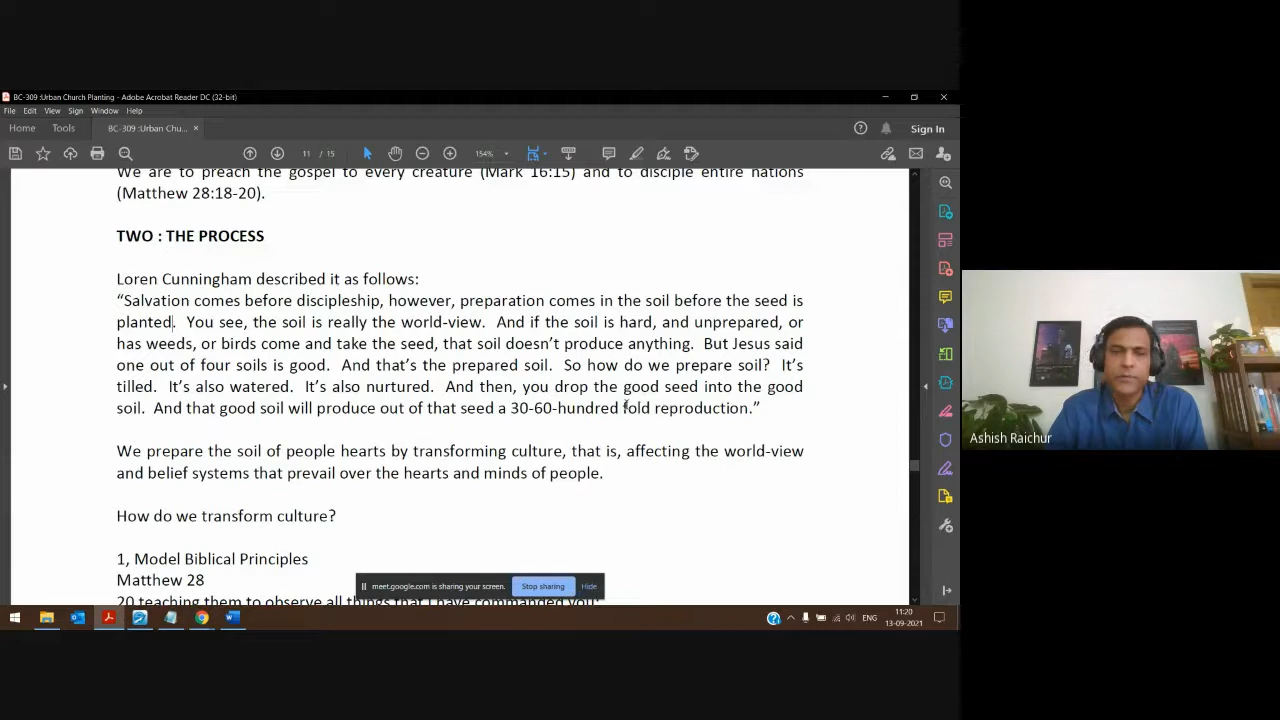 BC-309 :Urban Church Planting - Adobe Acrobat Reader DC (32-bit)
File Edit View Sign Window Help
Home Tools BC-309 :Urban Chu... × Sign In
11 / 15 154%
We are to preach the gospel to every creature (Mark 16:15) and to disciple entire nations
(Matthew 28:18-20).
TWO : THE PROCESS
Loren Cunningham described it as follows:
“Salvation comes before discipleship, however, preparation comes in the soil before the seed is
planted. You see, the soil is really the world-view. And if the soil is hard, and unprepared, or
has weeds, or birds come and take the seed, that soil doesn’t produce anything. But Jesus said
one out of four soils is good. And that’s the prepared soil. So how do we prepare soil? It’s
tilled. It’s also watered. It’s also nurtured. And then, you drop the good seed into the good
soil. And that good soil will produce out of that seed a 30-60-hundred fold reproduction.”
Ashish Raichur
We prepare the soil of people hearts by transforming culture, that is, affecting the world-view
and belief systems that prevail over the hearts and minds of people.
How do we transform culture?
1, Model Biblical Principles
Matthew 28
meet.google.com is sharing your screen. Stop sharing Hide
20 teaching them to observe all things that I have commanded you;
ENG 11:20
13-09-2021